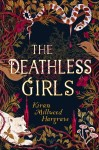 THE
DEATHLESS
GIRLS
Kiran
Millwood
Hargrave